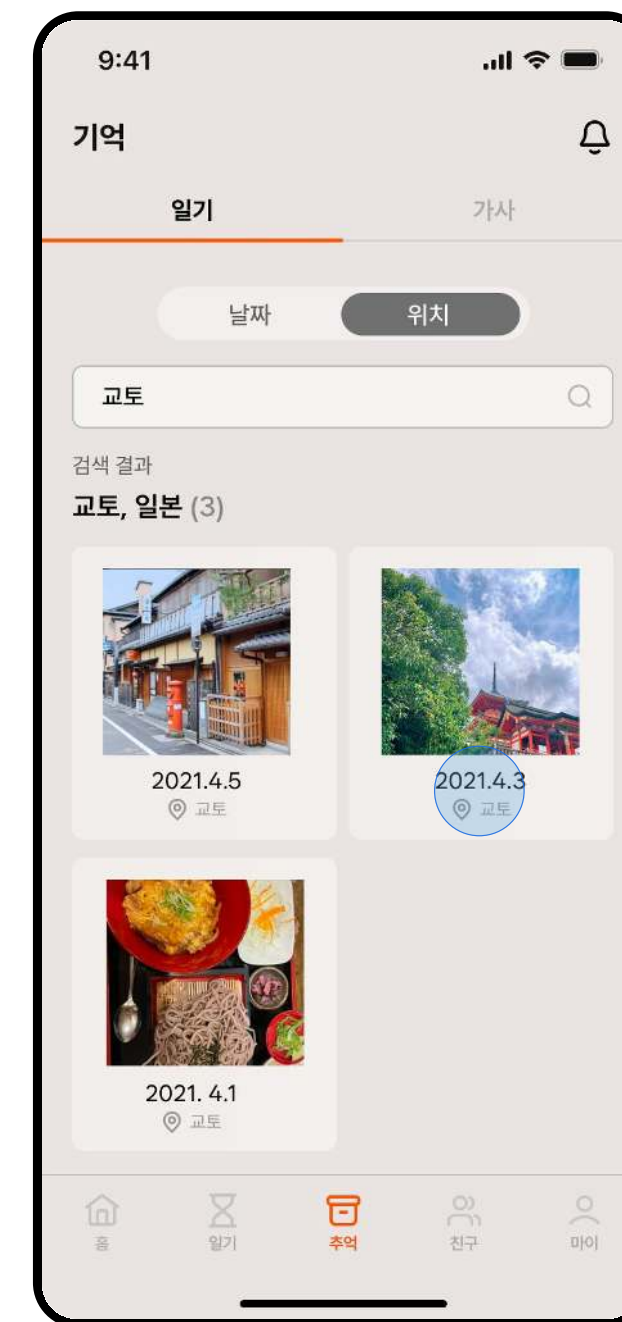 9:41
기억
일기 가사
날짜 위치
교토
검색 결과
교토, 일본 (3)
2021.4.5 2021.4.3
교토 교토
2021. 4.1
교토
홈 일기 추억 친구 마이